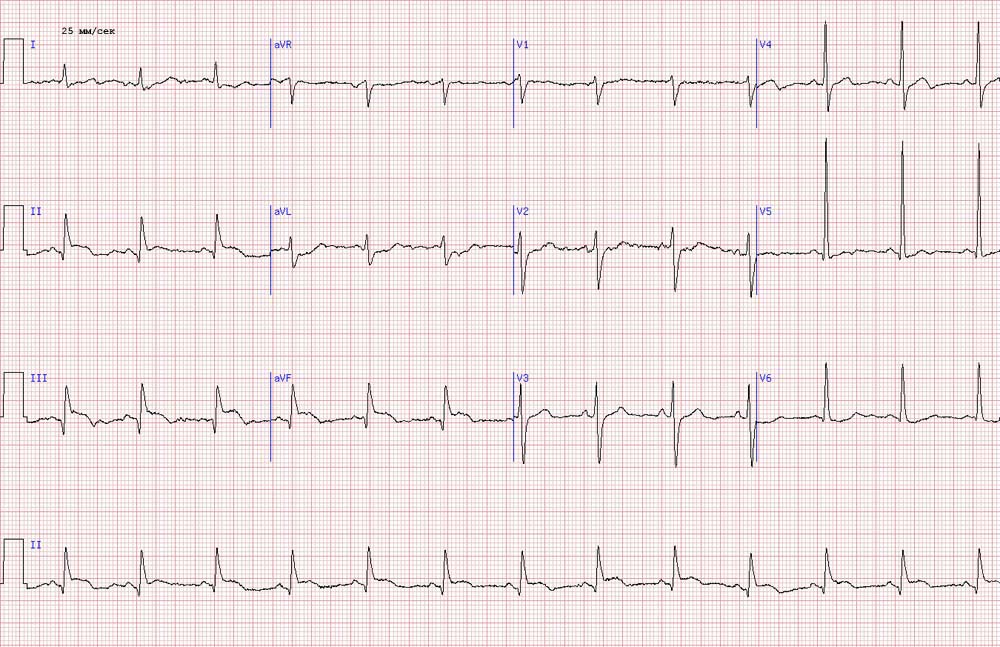 25 мм/сек
I aVR V1 V4
II aVL V2 V5
III aVF V3 V6
II